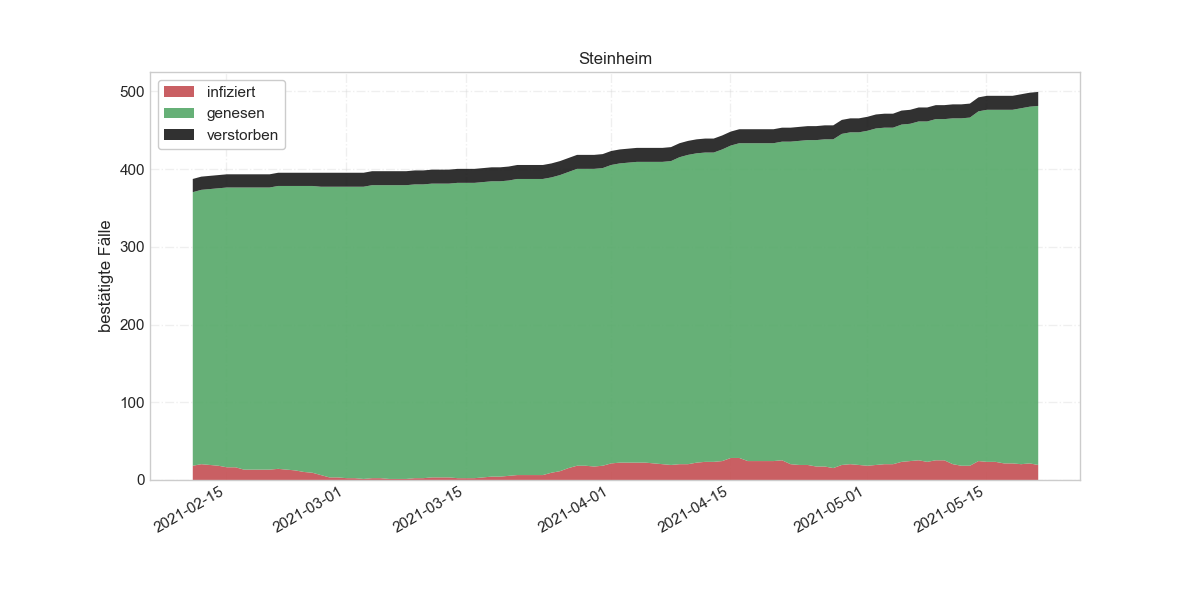 Steinheim
infiziert
genesen
verstorben
bestätigte Fälle
500
400
300
200
100
0
2021-02-15
2021-03-01
2021-03-15
2021-04-01
2021-04-15
2021-05-01
2021-05-15